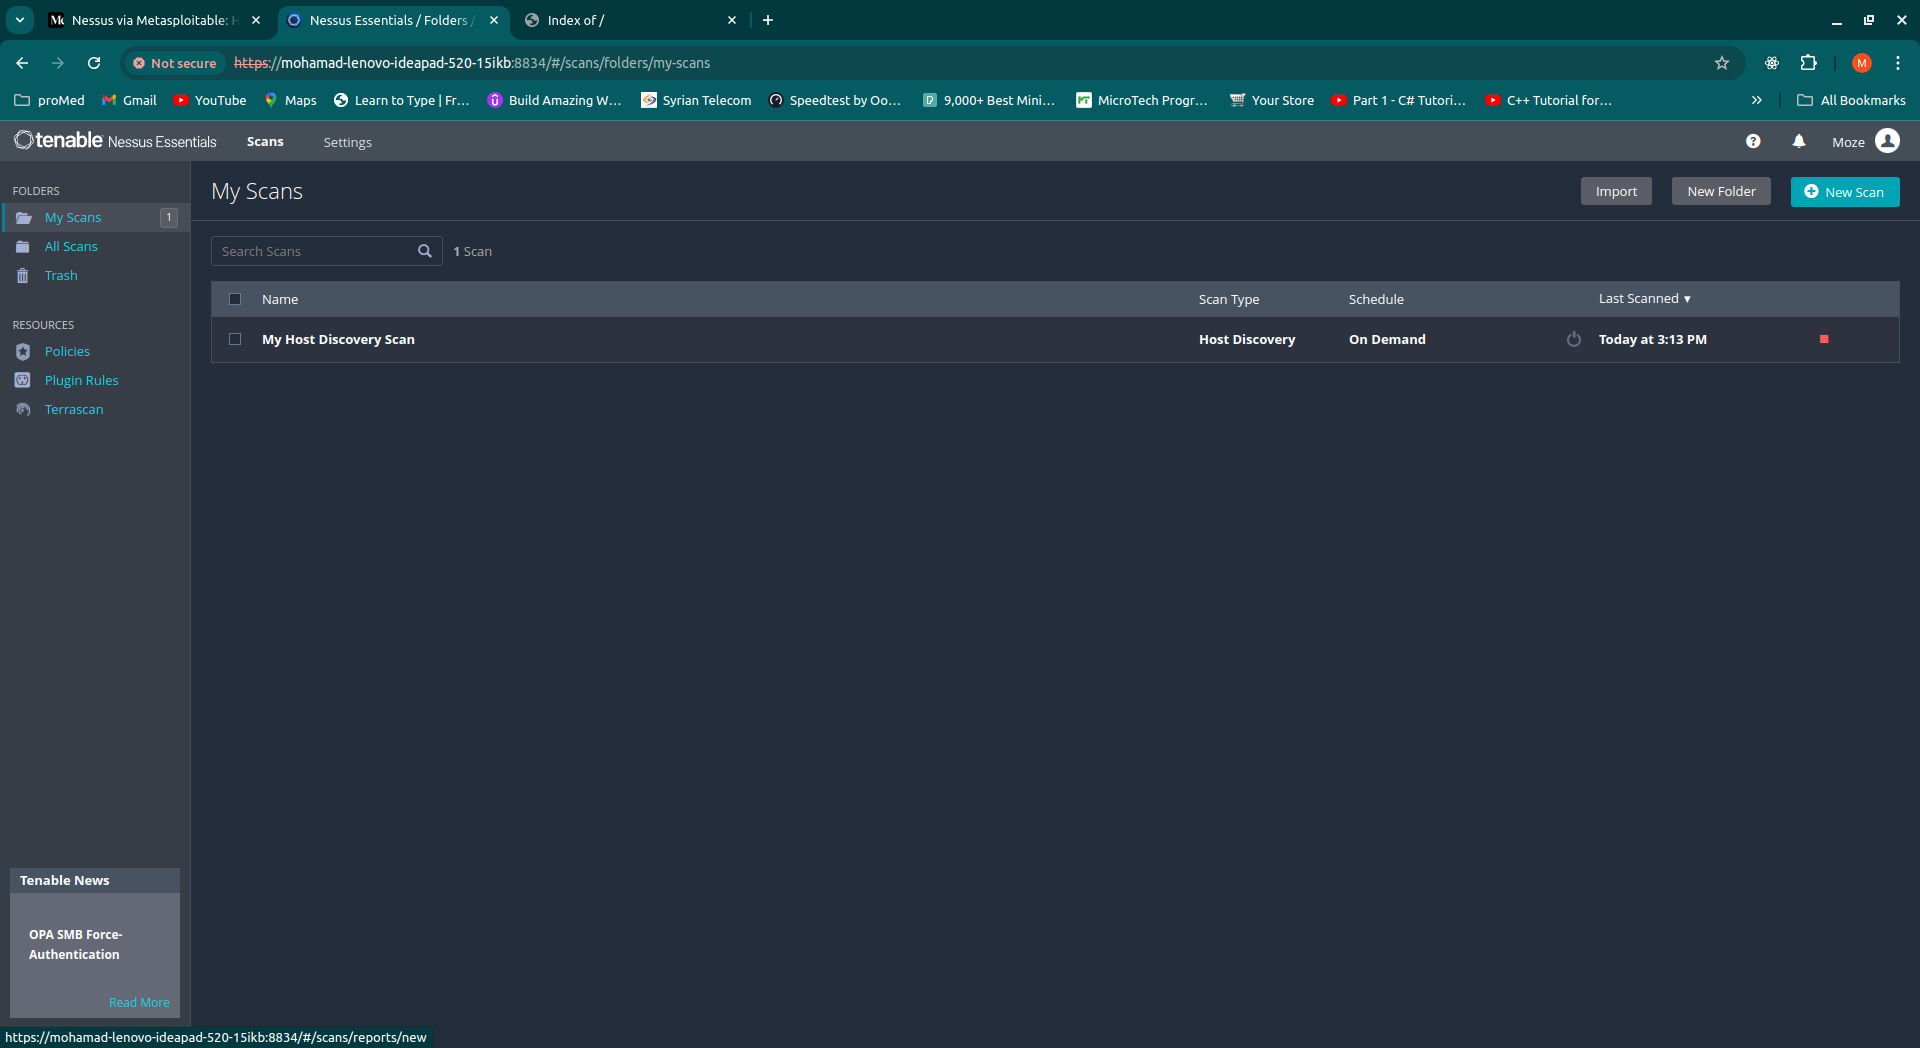 Nessus via Metasploitable: H
Nessus Essentials / Folders /
Index of /
Not secure https://mohamad-lenovo-ideapad-520-15ikb:8834/#/scans/folders/my-scans
M
proMed
Gmail
YouTube
Maps
Learn to Type | Fr...
Build Amazing W...
Syrian Telecom
Speedtest by Oo...
9,000+ Best Mini...
MicroTech Progr...
Your Store
Part 1 - C# Tutori...
C++ Tutorial for...
All Bookmarks
tenable Nessus Essentials
Scans
Settings
Moze
FOLDERS
My Scans 1
All Scans
Trash
RESOURCES
Policies
Plugin Rules
Terrascan
My Scans
Import
New Folder
New Scan
Search Scans
1 Scan
Name Scan Type Schedule Last Scanned ▼
My Host Discovery Scan Host Discovery On Demand Today at 3:13 PM
Tenable News
OPA SMB Force-
Authentication
Read More
https://mohamad-lenovo-ideapad-520-15ikb:8834/#/scans/reports/new